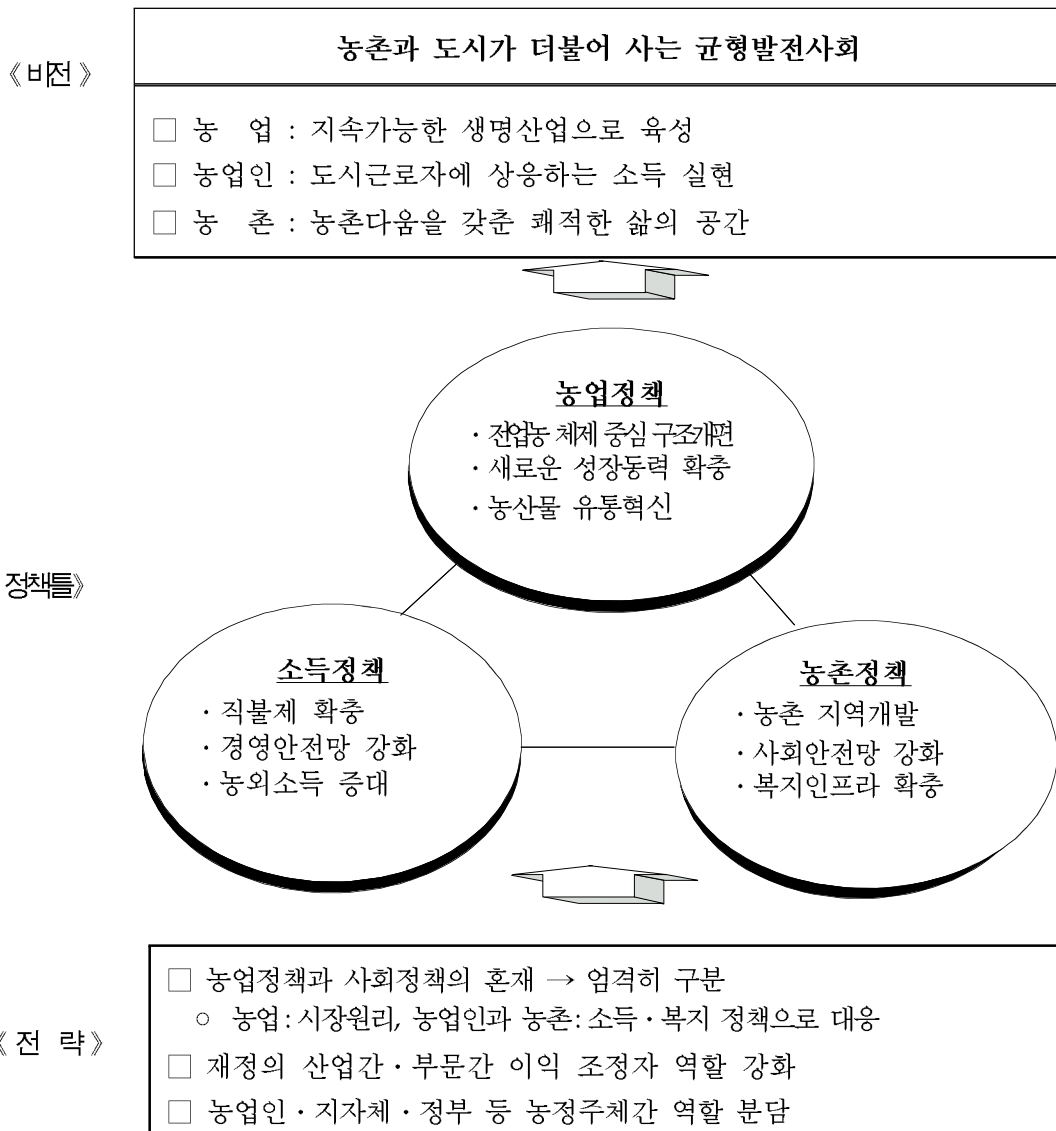 농촌과 도시가 더불어 사는 균형발전사회
《비전》
□ 농 업 : 지속가능한 생명산업으로 육성
□ 농업인 : 도시근로자에 상응하는 소득 실현
□ 농 촌 : 농촌다움을 갖춘 쾌적한 삶의 공간
농업정책
· 전업농 체제 중심 구조개편
· 새로운 성장동력 확충
· 농산물 유통혁신
정책틀》
소득정책
· 직불제 확충
· 경영안전망 강화
· 농외소득 증대
농촌정책
· 농촌 지역개발
· 사회안전망 강화
· 복지인프라 확충
《전 략》
□ 농업정책과 사회정책의 혼재 → 엄격히 구분
○ 농업:시장원리, 농업인과 농촌:소득·복지 정책으로 대응
□ 재정의 산업간·부문간 이익 조정자 역할 강화
□ 농업인·지자체·정부 등 농정주체간 역할 분담